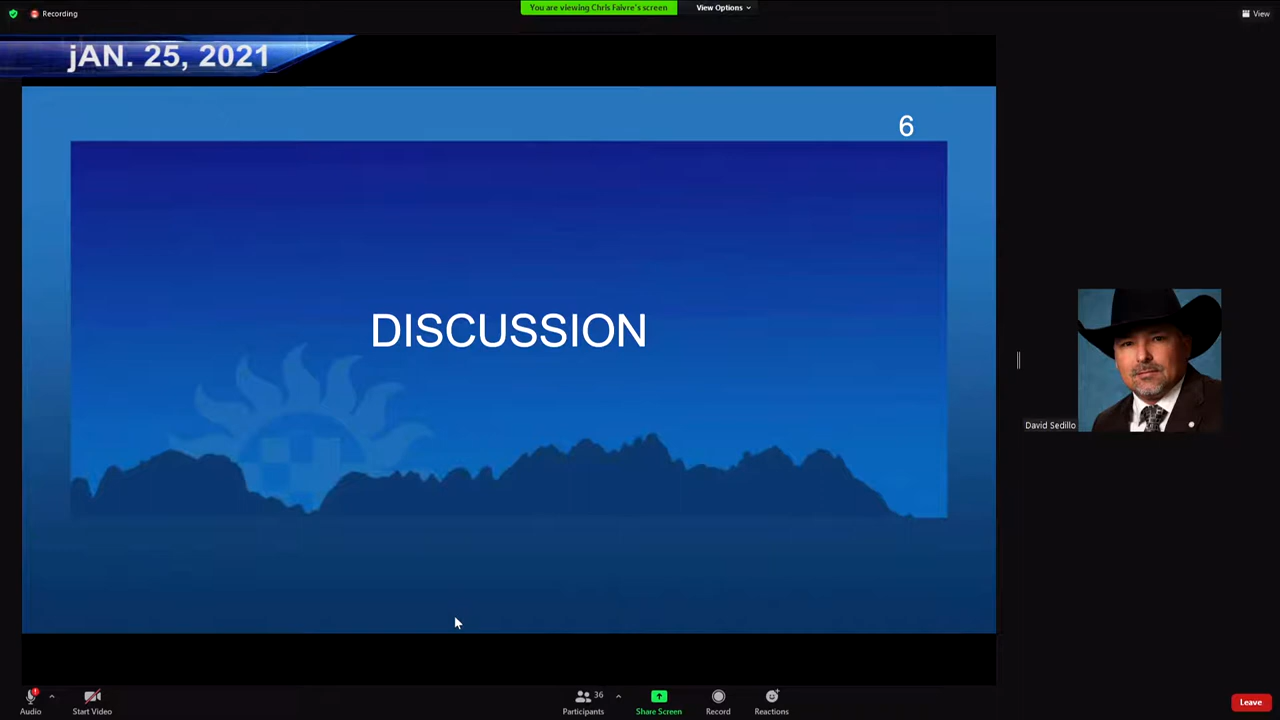 Recording
You are viewing Chris Faivre's screen
View Options
View
jAN. 25, 2021
6
DISCUSSION
David Sedillo
Audio
Start Video
36
Participants
Share Screen
Record
Reactions
Leave